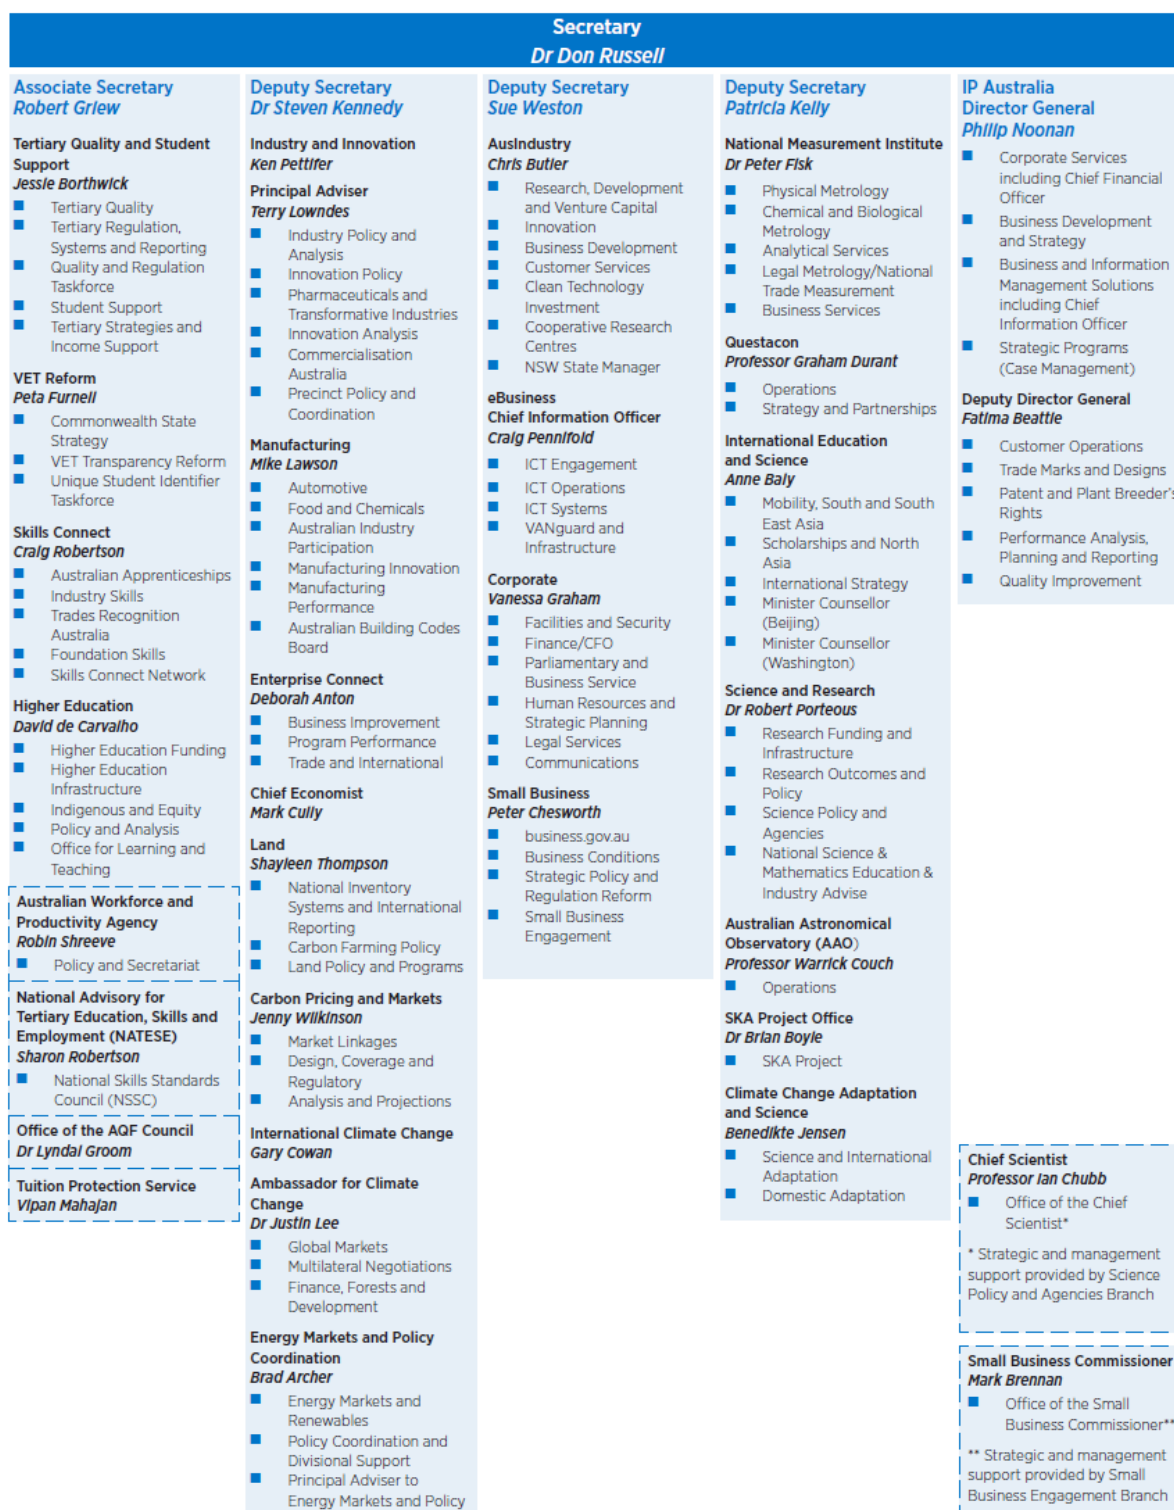 Secretary
Dr Don Russell
Associate Secretary
Robert Griew
Tertiary Quality and Student
Support
Jessie Borthwick
Tertiary Quality
Tertiary Regulation,
Systems and Reporting
Quality and Regulation
Taskforce
Student Support
Tertiary Strategies and
Income Support
VET Reform
Peta Furnell
Commonwealth State
Strategy
VET Transparency Reform
Unique Student Identifier
Taskforce
Skills Connect
Craig Robertson
Australian Apprenticeships
Industry Skills
Trades Recognition
Australia
Foundation Skills
Skills Connect Network
Higher Education
David de Carvalho
Higher Education Funding
Higher Education
Infrastructure
Indigenous and Equity
Policy and Analysis
Office for Learning and
Teaching
Australian Workforce and
Productivity Agency
Robin Shreeve
Policy and Secretariat
National Advisory for
Tertiary Education, Skills and
Employment (NATESE)
Sharon Robertson
National Skills Standards
Council (NSSC)
Office of the AQF Council
Dr Lyndal Groom
Tuition Protection Service
Vipan Mahajan
Deputy Secretary
Dr Steven Kennedy
Industry and Innovation
Ken Pettifer
Principal Adviser
Terry Lowndes
Industry Policy and
Analysis
Innovation Policy
Pharmaceuticals and
Transformative Industries
Innovation Analysis
Commercialisation
Australia
Precinct Policy and
Coordination
Manufacturing
Mike Lawson
Automotive
Food and Chemicals
Australian Industry
Participation
Manufacturing Innovation
Manufacturing
Performance
Australian Building Codes
Board
Enterprise Connect
Deborah Anton
Business Improvement
Program Performance
Trade and International
Chief Economist
Mark Cully
Land
Shayleen Thompson
National Inventory
Systems and International
Reporting
Carbon Farming Policy
Land Policy and Programs
Carbon Pricing and Markets
Jenny Wilkinson
Market Linkages
Design, Coverage and
Regulatory
Analysis and Projections
International Climate Change
Gary Cowan
Ambassador for Climate
Change
Dr Justin Lee
Global Markets
Multilateral Negotiations
Finance, Forests and
Development
Energy Markets and Policy
Coordination
Brad Archer
Energy Markets and
Renewables
Policy Coordination and
Divisional Support
Principal Adviser to
Energy Markets and Policy
Deputy Secretary
Sue Weston
AusIndustry
Chris Butler
Research, Development
and Venture Capital
Innovation
Business Development
Customer Services
Clean Technology
Investment
Cooperative Research
Centres
NSW State Manager
eBusiness
Chief Information Officer
Craig Pennifold
ICT Engagement
ICT Operations
ICT Systems
VANguard and
Infrastructure
Corporate
Vanessa Graham
Facilities and Security
Finance/CFO
Parliamentary and
Business Service
Human Resources and
Strategic Planning
Legal Services
Communications
Small Business
Peter Chesworth
business.gov.au
Business Conditions
Strategic Policy and
Regulation Reform
Small Business
Engagement
Deputy Secretary
Patricia Kelly
National Measurement Institute
Dr Peter Fisk
Physical Metrology
Chemical and Biological
Metrology
Analytical Services
Legal Metrology/National
Trade Measurement
Business Services
Questacon
Professor Graham Durant
Operations
Strategy and Partnerships
International Education
and Science
Anne Baly
Mobility, South and South
East Asia
Scholarships and North
Asia
International Strategy
Minister Counsellor
(Beijing)
Minister Counsellor
(Washington)
Science and Research
Dr Robert Porteous
Research Funding and
Infrastructure
Research Outcomes and
Policy
Science Policy and
Agencies
National Science &
Mathematics Education &
Industry Advise
Australian Astronomical
Observatory (AAO)
Professor Warrick Couch
Operations
SKA Project Office
Dr Brian Boyle
SKA Project
Climate Change Adaptation
and Science
Benedikte Jensen
Science and International
Adaptation
Domestic Adaptation
IP Australia
Director General
Philip Noonan
Corporate Services
including Chief Financial
Officer
Business Development
and Strategy
Business and Information
Management Solutions
including Chief
Information Officer
Strategic Programs
(Case Management)
Deputy Director General
Fatima Beattie
Customer Operations
Trade Marks and Designs
Patent and Plant Breeder's
Rights
Performance Analysis,
Planning and Reporting
Quality Improvement
Chief Scientist
Professor Ian Chubb
Office of the Chief
Scientist*
* Strategic and management
support provided by Science
Policy and Agencies Branch
Small Business Commissioner
Mark Brennan
Office of the Small
Business Commissioner**
** Strategic and management
support provided by Small
Business Engagement Branch